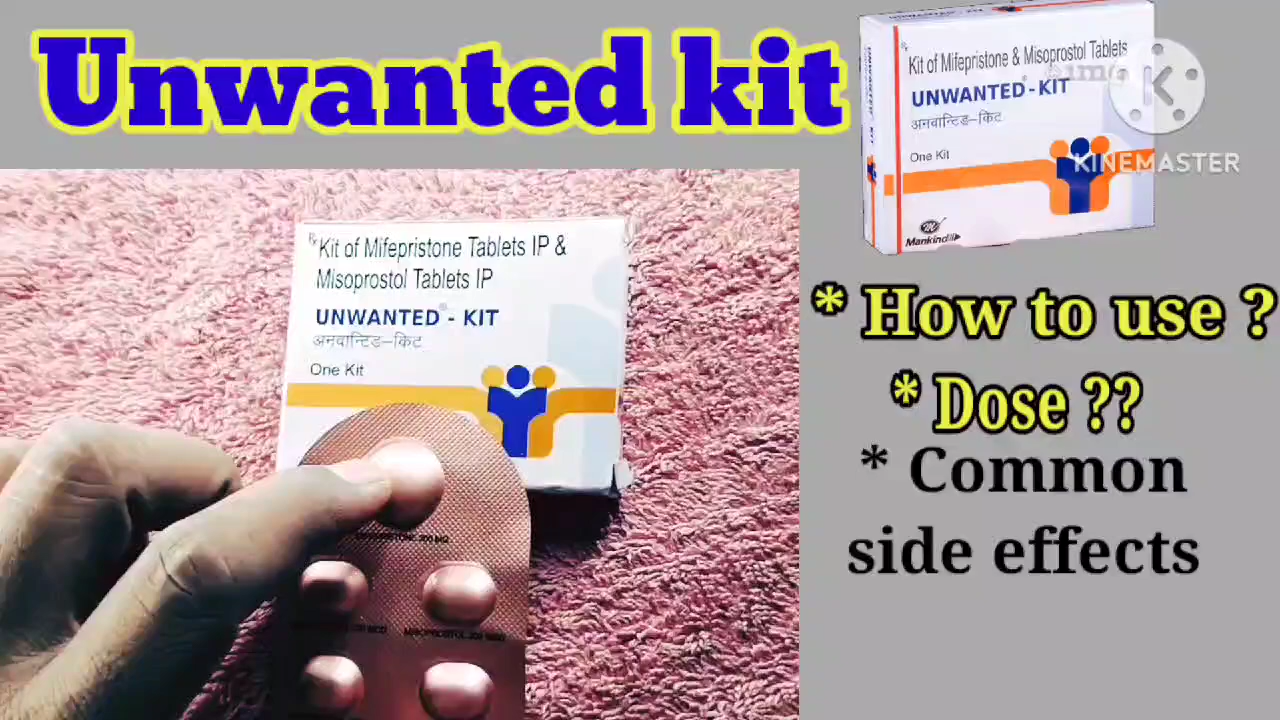 Unwanted kit
Kit of Mifepristone & Misoprostol Tablets
UNWANTED-KIT
अनवान्टिड-किट
One Kit
Mankind
KINEMASTER
Rx Kit of Mifepristone Tablets IP &
Misoprostol Tablets IP
UNWANTED® - KIT
अनवान्टिड-किट
One Kit
MISOPROSTOL 200 MCG
* How to use ?
* Dose ??
* Common
side effects